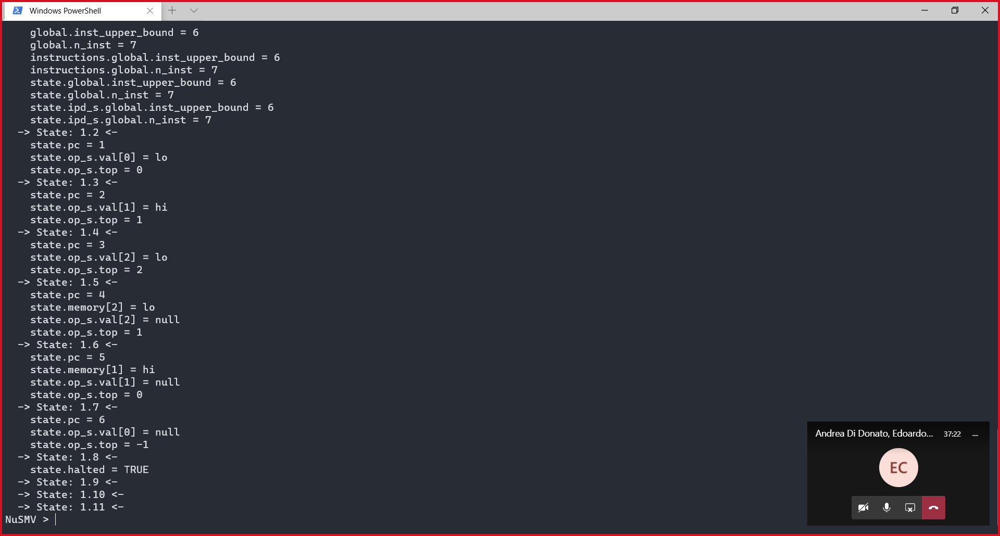 Windows PowerShell
global.inst_upper_bound = 6
global.n_inst = 7
instructions.global.inst_upper_bound = 6
instructions.global.n_inst = 7
state.global.inst_upper_bound = 6
state.global.n_inst = 7
state.ipd_s.global.inst_upper_bound = 6
state.ipd_s.global.n_inst = 7
-> State: 1.2 <-
state.pc = 1
state.op_s.val[0] = lo
state.op_s.top = 0
-> State: 1.3 <-
state.pc = 2
state.op_s.val[1] = hi
state.op_s.top = 1
-> State: 1.4 <-
state.pc = 3
state.op_s.val[2] = lo
state.op_s.top = 2
-> State: 1.5 <-
state.pc = 4
state.memory[2] = lo
state.op_s.val[2] = null
state.op_s.top = 1
-> State: 1.6 <-
state.pc = 5
state.memory[1] = hi
state.op_s.val[1] = null
state.op_s.top = 0
-> State: 1.7 <-
state.pc = 6
state.op_s.val[0] = null
state.op_s.top = -1
-> State: 1.8 <-
state.halted = TRUE
-> State: 1.9 <-
-> State: 1.10 <-
-> State: 1.11 <-
NuSMV >
Andrea Di Donato, Edoardo... 37:22
EC